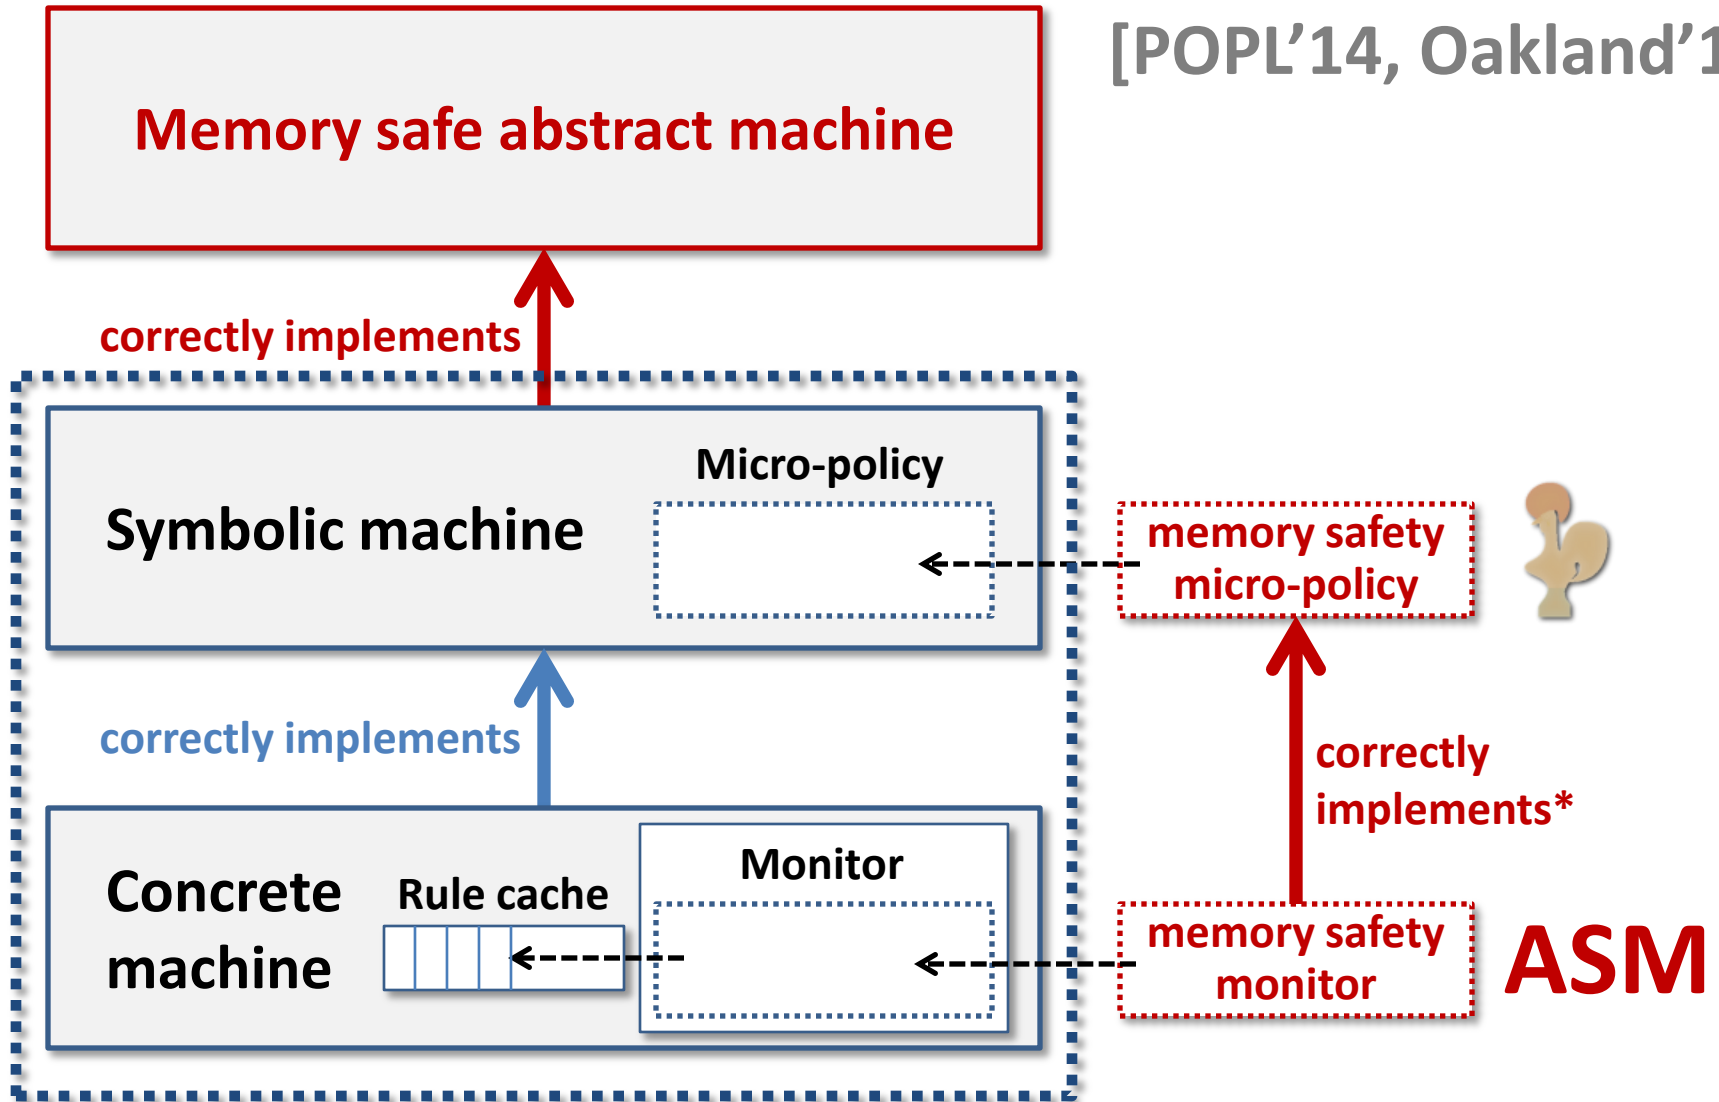 [POPL’14, Oakland’1
Memory safe abstract machine
correctly implements
Micro-policy
Symbolic machine
memory safety
micro-policy
correctly implements
correctly
implements*
Monitor
Concrete
machine
Rule cache
memory safety
monitor
ASM